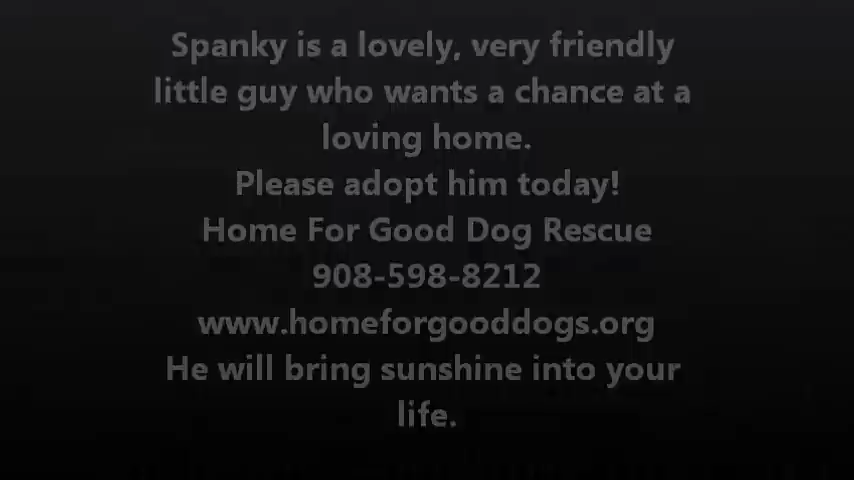 Spanky is a lovely, very friendly
little guy who wants a chance at a
loving home.
Please adopt him today!
Home For Good Dog Rescue
908-598-8212
www.homeforgooddogs.org
He will bring sunshine into your
life.